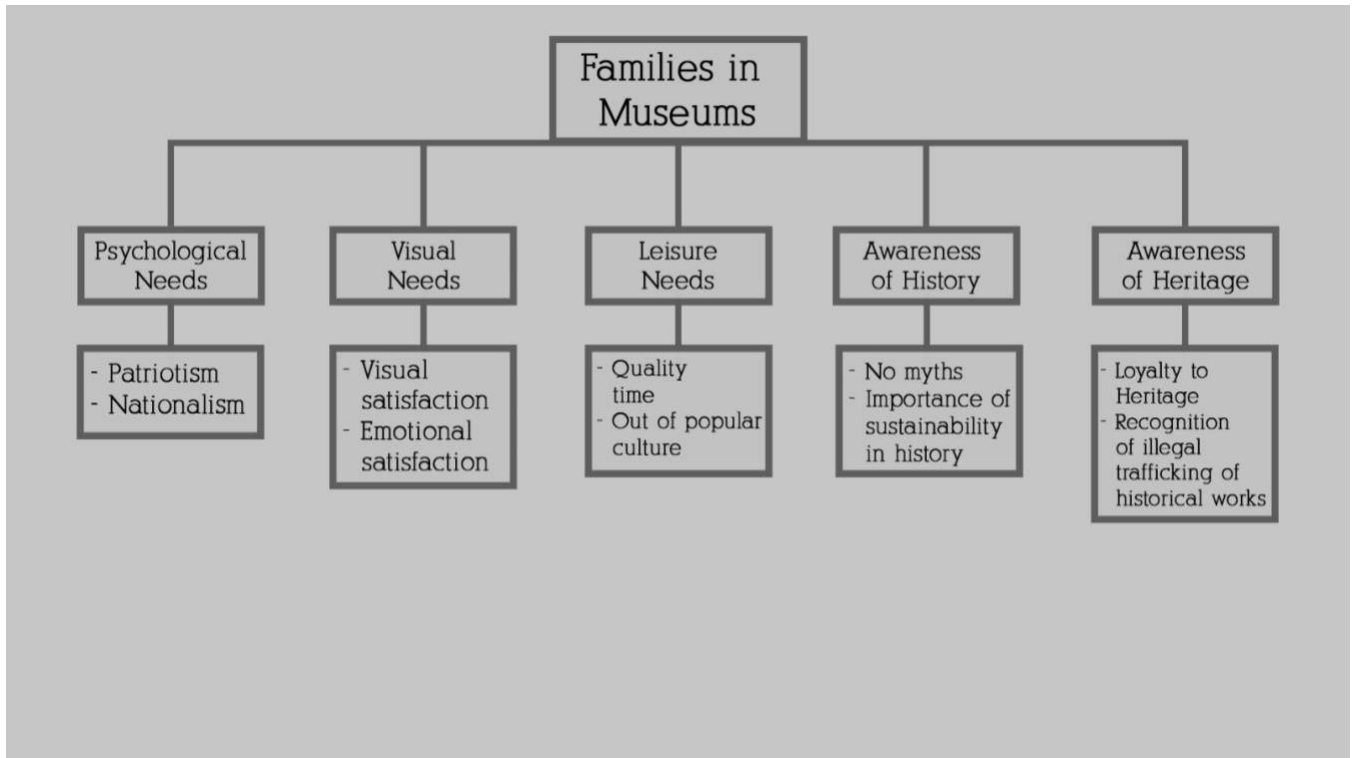 Families in
Museums
Psychological
Needs
- Patriotism
- Nationalism
Visual
Needs
- Visual
satisfaction
- Emotional
satisfaction
Leisure
Needs
- Quality
time
- Out of popular
culture
Awareness
of History
- No myths
- Importance of
sustainability
in history
Awareness
of Heritage
- Loyalty to
Heritage
- Recognition
of illegal
trafficking of
historical works